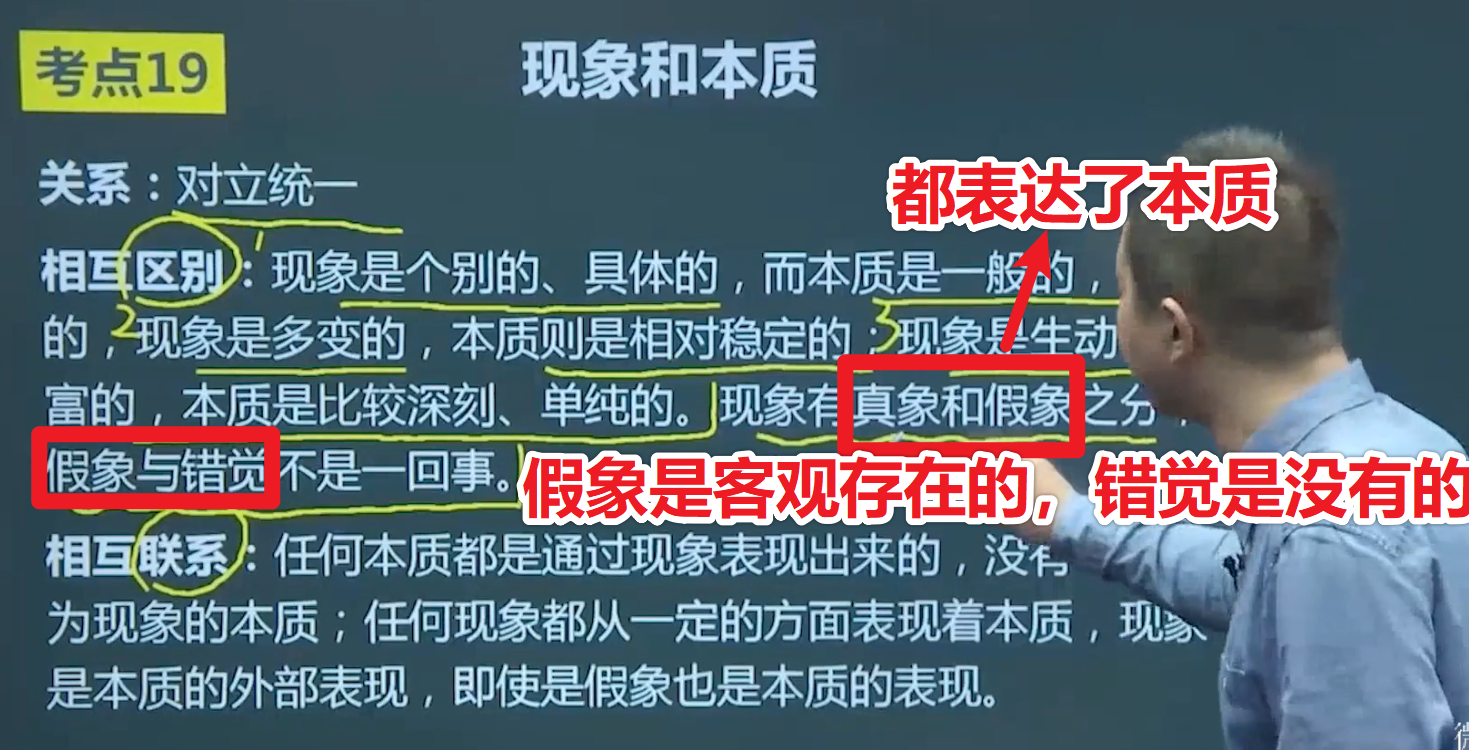 考点19
现象和本质
关系：对立统一
都表达了本质
相互区别：现象是个别的、具体的，而本质是一般的，
的，现象是多变的，本质则是相对稳定的；现象是生动
富的，本质是比较深刻、单纯的。现象有真象和假象之分，
假象与错觉不是一回事。
假象是客观存在的，错觉是没有的
相互联系：任何本质都是通过现象表现出来的，没有
为现象的本质；任何现象都从一定的方面表现着本质，现象
是本质的外部表现，即使是假象也是本质的表现。
1
2
3